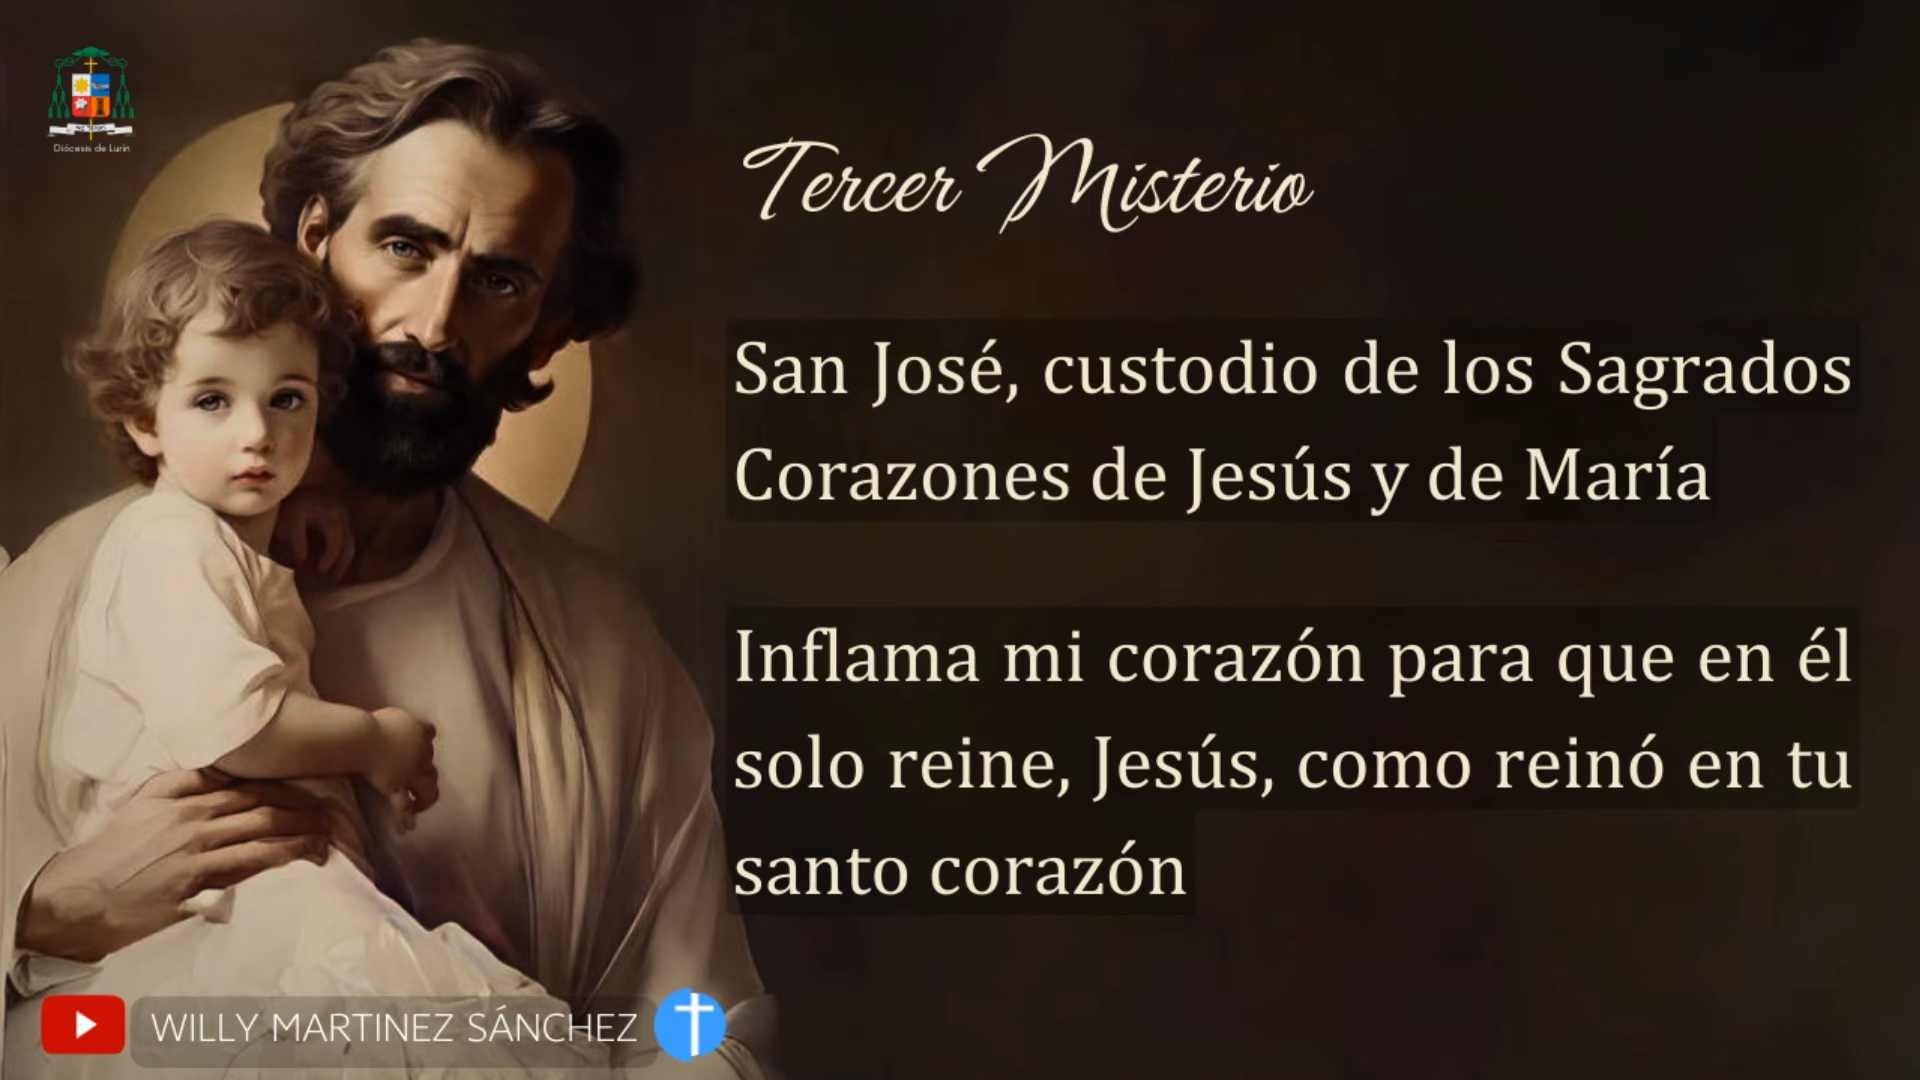 Diócesis de Lurín
Tercer Misterio
San José, custodio de los Sagrados
Corazones de Jesús y de María
Inflama mi corazón para que en él
solo reine, Jesús, como reinó en tu
santo corazón
WILLY MARTINEZ SÁNCHEZ